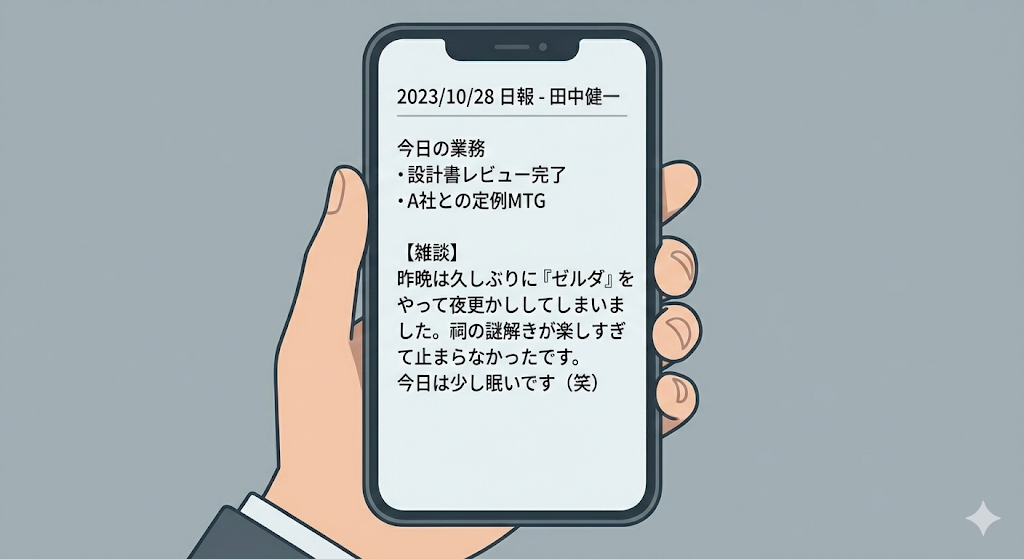 2023/10/28 日報 - 田中健一
今日の業務
・設計書レビュー完了
・A社との定例MTG
【雑談】
昨晩は久しぶりに『ゼルダ』を
やって夜更かししてしまいま
した。祠の謎解きが楽しすぎ
て止まらなかったです。
今日は少し眠いです（笑）